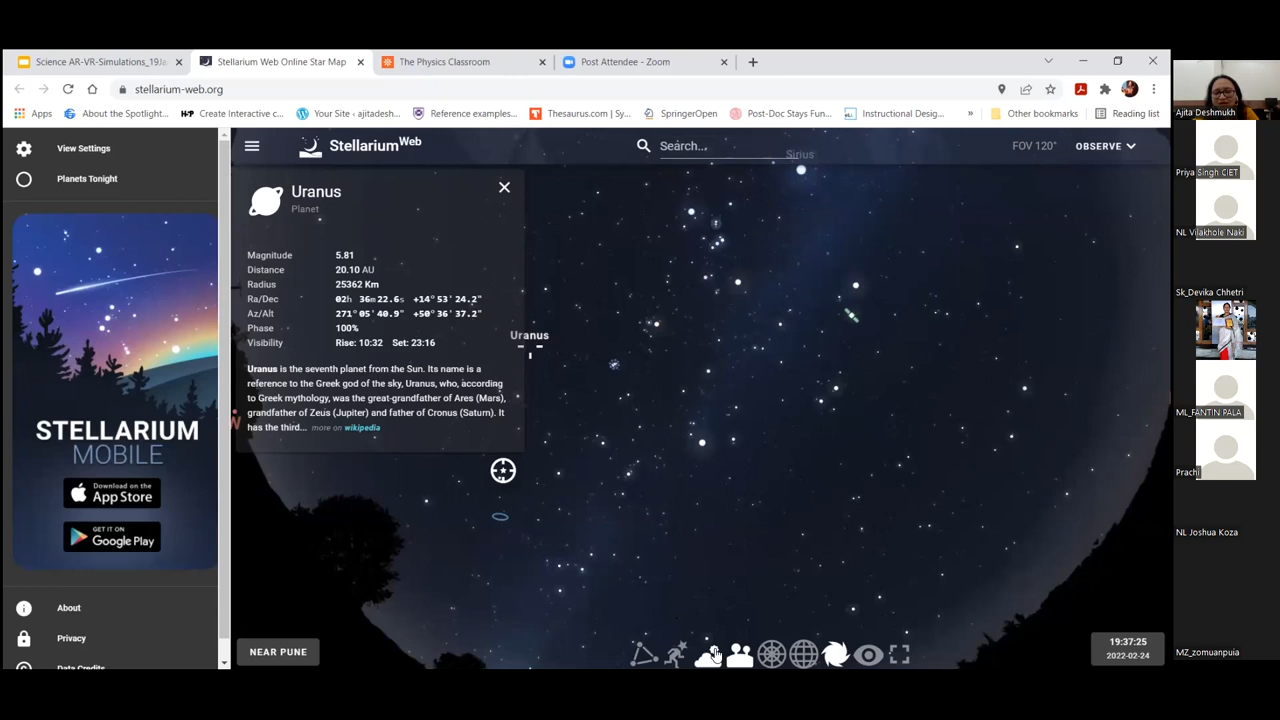 Science AR-VR-Simulations_19Ja
Stellarium Web Online Star Map
The Physics Classroom
Post Attendee - Zoom
stellarium-web.org
Apps
About the Spotlight...
Create Interactive c...
Your Site ‹ ajitadesh...
Reference examples...
Thesaurus.com | Sy...
SpringerOpen
Post-Doc Stays Fun...
Instructional Desig...
»
Other bookmarks
Reading list
View Settings
Planets Tonight
STELLARIUM
MOBILE
Download on the
App Store
GET IT ON
Google Play
About
Privacy
Data Credits
StellariumWeb
Search...
FOV 120°
OBSERVE
Sirius
Uranus
Planet
Magnitude 5.81
Distance 20.10 AU
Radius 25362 Km
Ra/Dec 02h 36m 22.6s +14° 53' 24.2"
Az/Alt 271° 05' 40.9" +50° 36' 37.2"
Phase 100%
Visibility Rise: 10:32 Set: 23:16
Uranus is the seventh planet from the Sun. Its name is a
reference to the Greek god of the sky, Uranus, who, according
to Greek mythology, was the great-grandfather of Ares (Mars),
grandfather of Zeus (Jupiter) and father of Cronus (Saturn). It
has the third... more on wikipedia
Uranus
W
NEAR PUNE
19:37:25
2022-02-24
Ajita Deshmukh
Priya Singh CIET
NL Vilakhole Naki
Sk_Devika Chhetri
ML_FANTIN PALA
Prachi
NL Joshua Koza
MZ_zomuanpuia